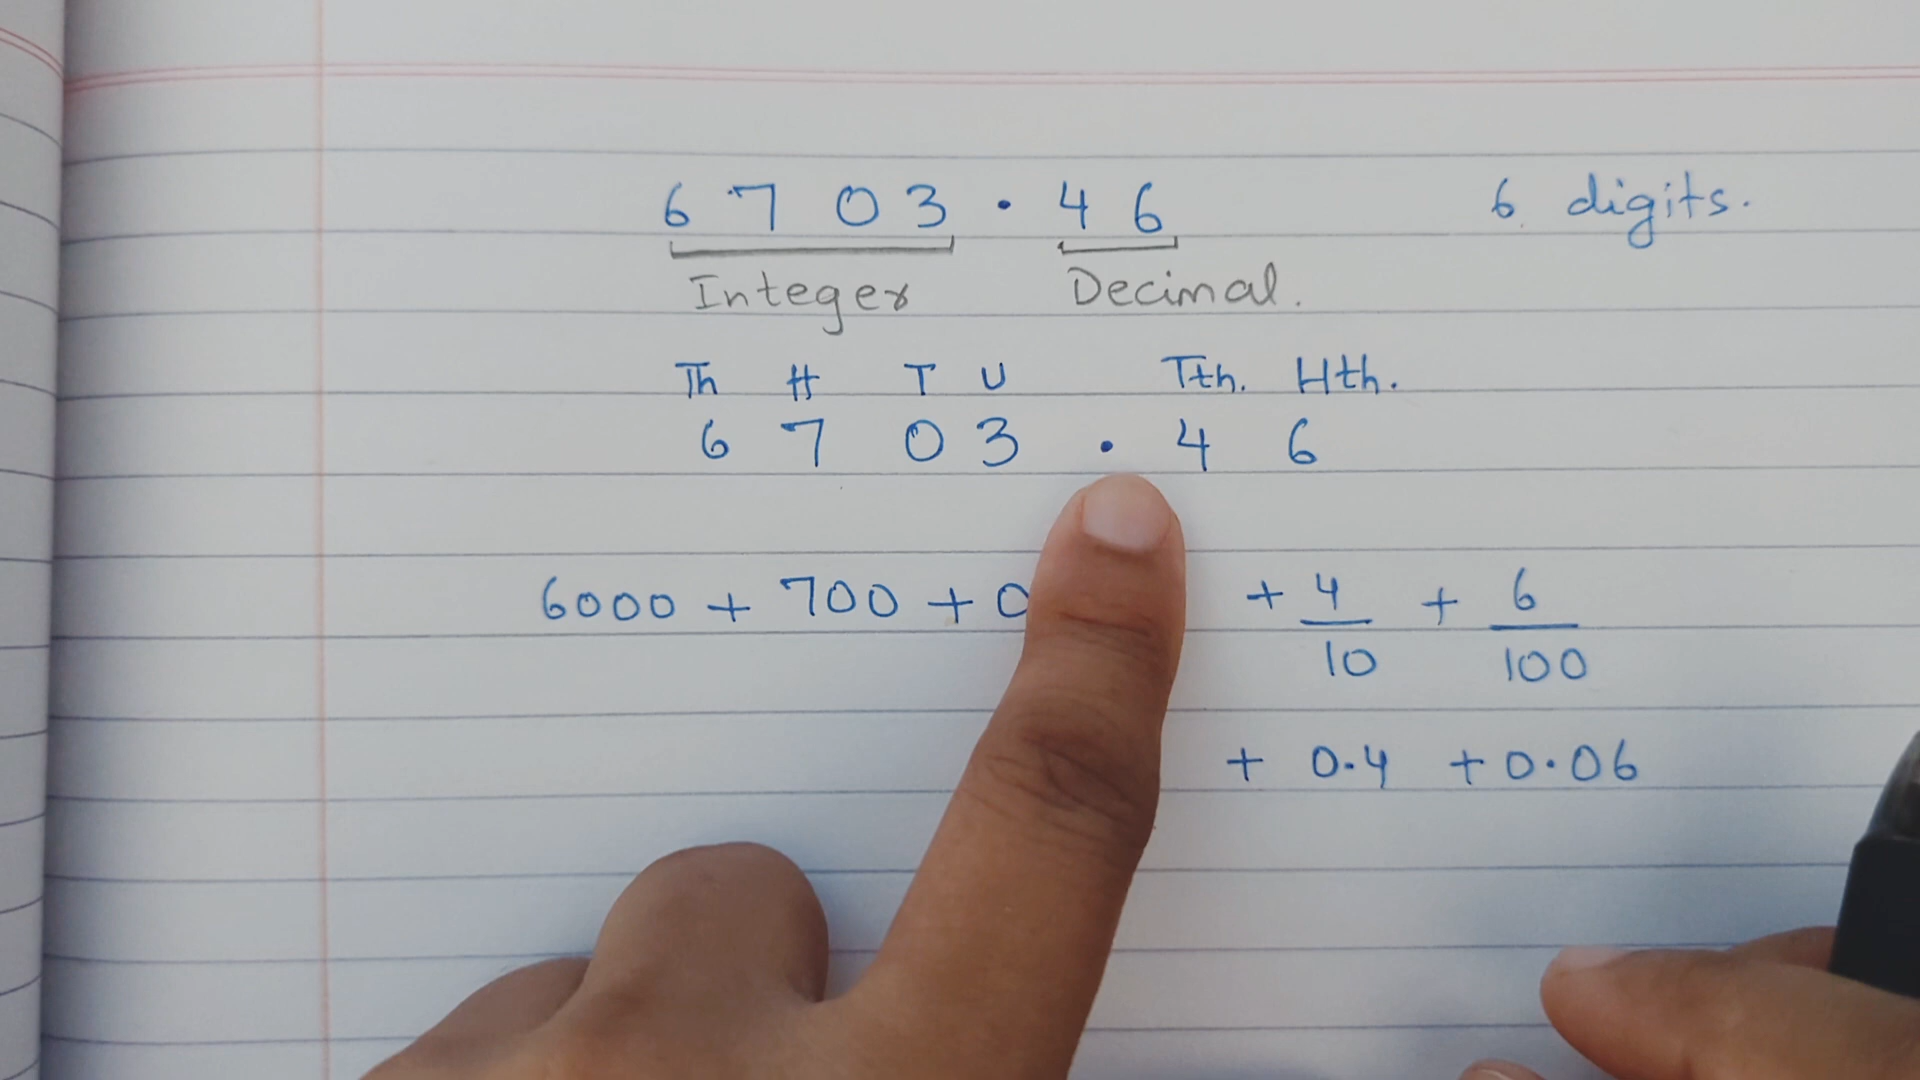 6 7 0 3 . 4 6 6 digits.
Integer Decimal.
Th H T U Tth. Hth.
6 7 0 3 . 4 6
6000 + 700 + 0 + 4/10 + 6/100
+ 0.4 + 0.06